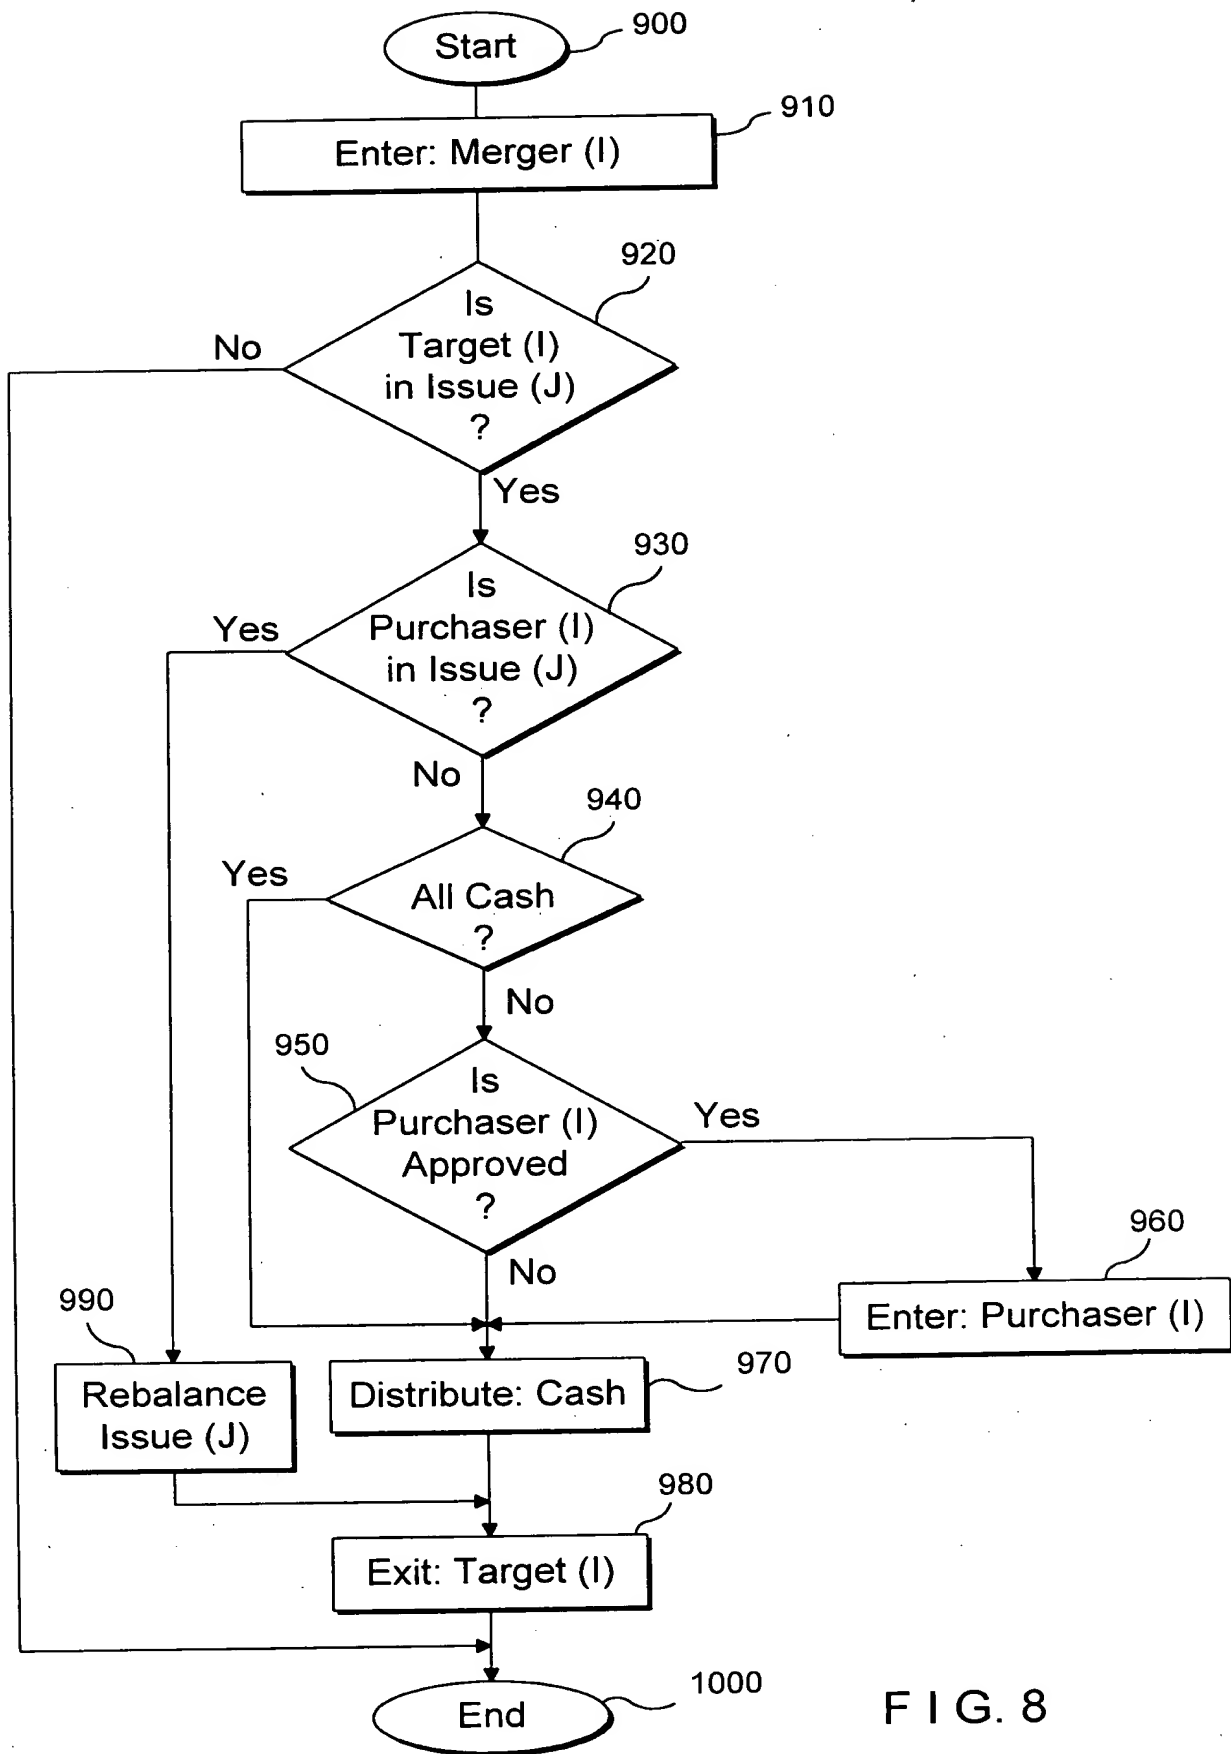 Start
900
910
Enter: Merger (I)
920
Is
Target (I)
in Issue (J)
?
No
Yes
930
Is
Purchaser (I)
in Issue (J)
?
Yes
No
940
All Cash
?
Yes
No
950
Is
Purchaser (I)
Approved
?
Yes
No
960
Enter: Purchaser (I)
990
Rebalance
Issue (J)
970
Distribute: Cash
980
Exit: Target (I)
1000
End
F I G. 8